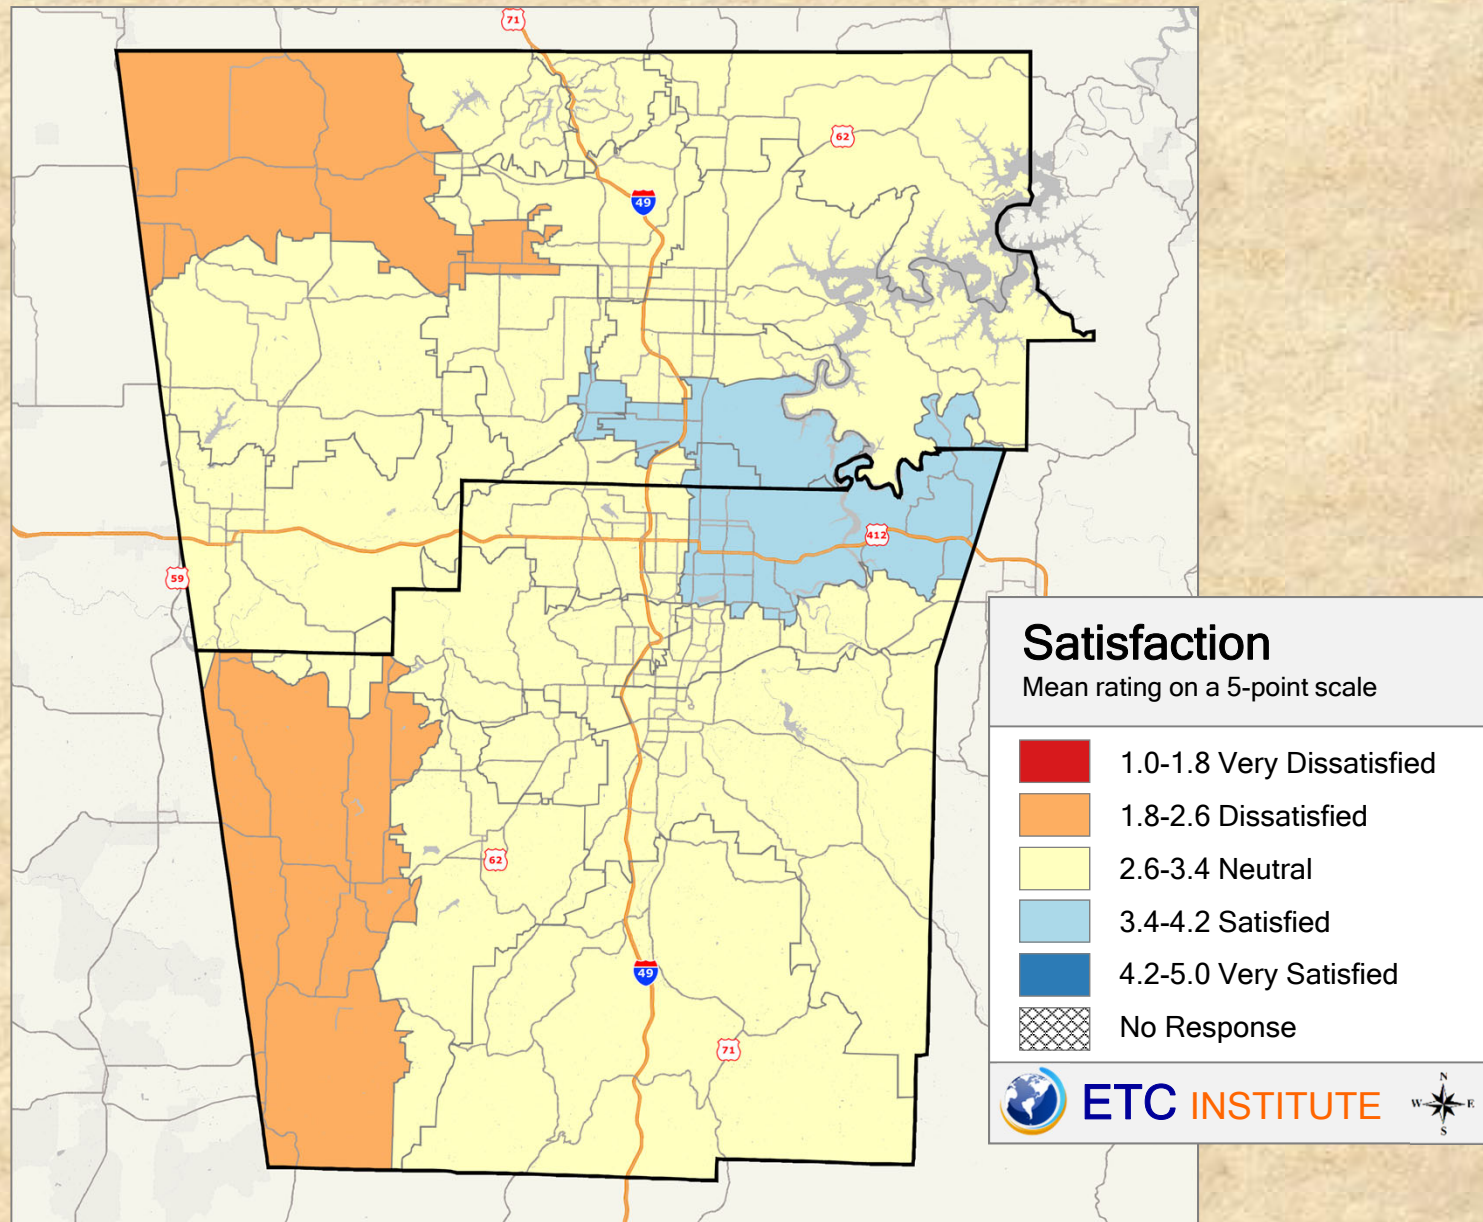 71
62
49
412
59
62
49
71
Satisfaction
Mean rating on a 5-point scale
1.0-1.8 Very Dissatisfied
1.8-2.6 Dissatisfied
2.6-3.4 Neutral
3.4-4.2 Satisfied
4.2-5.0 Very Satisfied
No Response
ETC INSTITUTE
N
W E
S